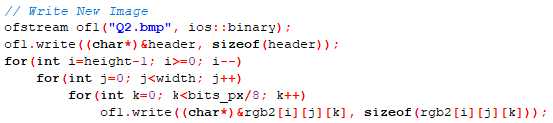 // Write New Image
ofstream of1("Q2.bmp", ios::binary);
of1.write((char*)&header, sizeof(header));
for(int i=height-1; i>=0; i--)
for(int j=0; j<width; j++)
for(int k=0; k<bits_px/8; k++)
of1.write((char*)&rgb2[i][j][k], sizeof(rgb2[i][j][k]));